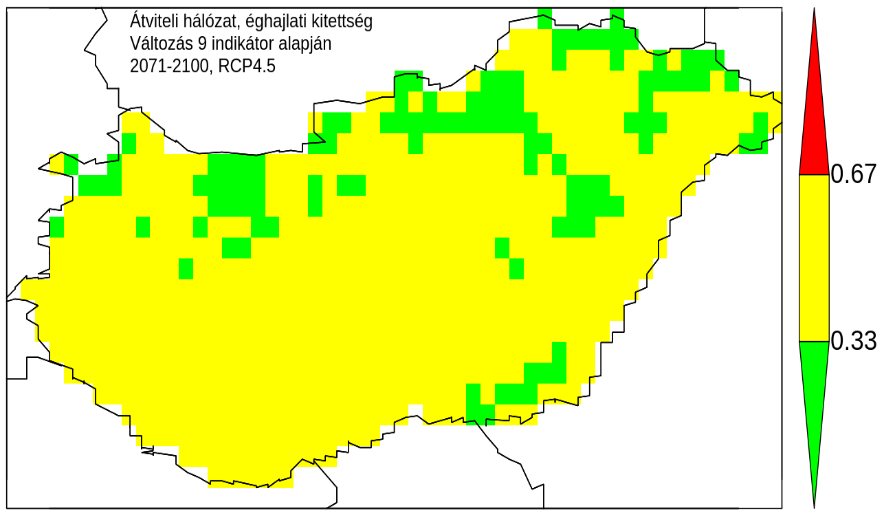 Átviteli hálózat, éghajlati kitettség
Változás 9 indikátor alapján
2071-2100, RCP4.5
0.67
0.33